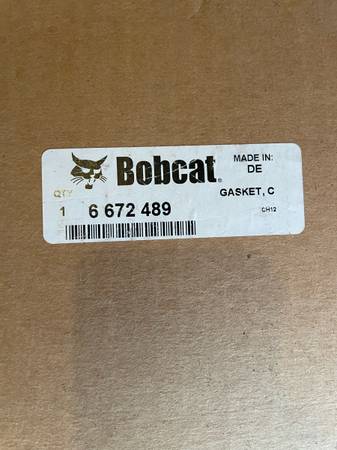 Bobcat.
MADE IN:
DE
QTY
GASKET, C
1 6 672 489
CH12